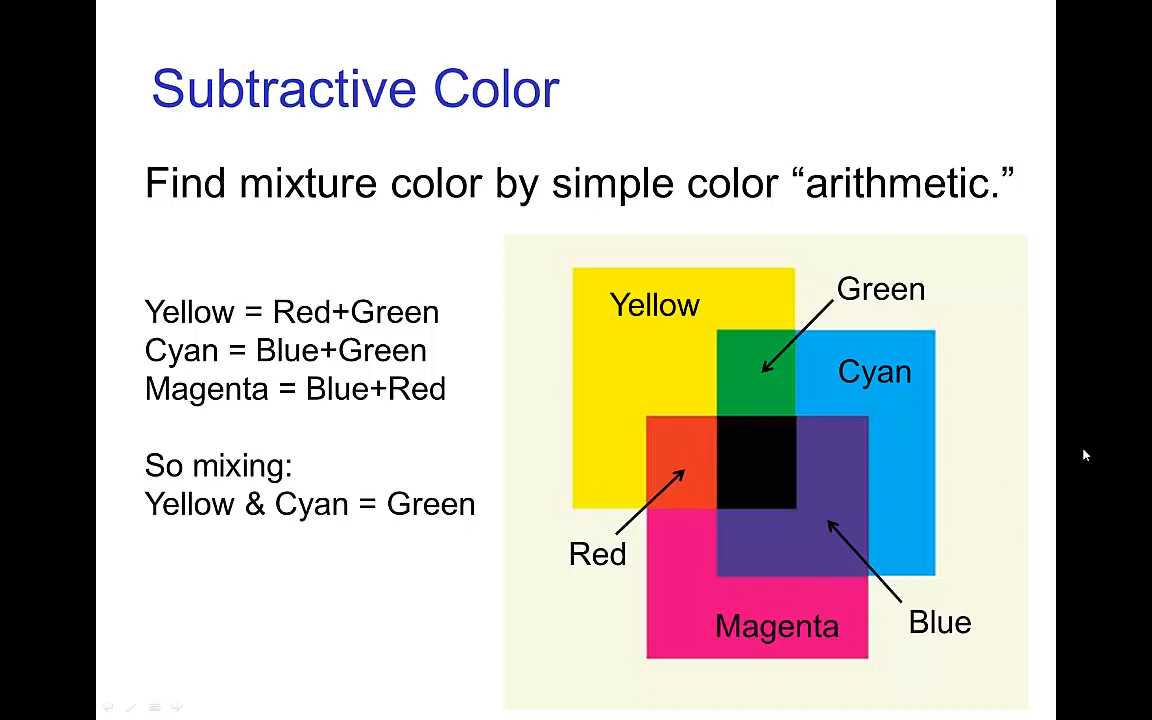 Subtractive Color
Find mixture color by simple color “arithmetic.”
Yellow = Red+Green
Cyan = Blue+Green
Magenta = Blue+Red
So mixing:
Yellow & Cyan = Green
Yellow
Green
Cyan
Red
Magenta
Blue